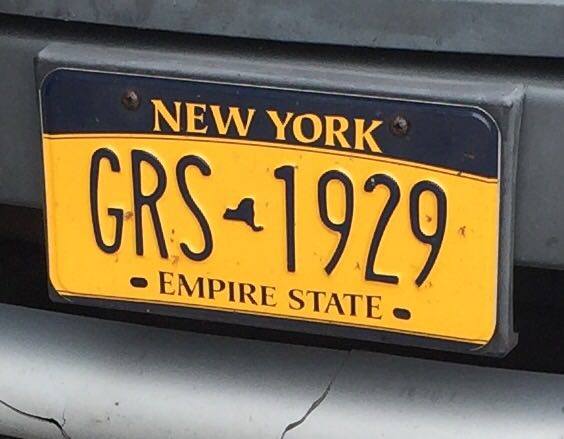 NEW YORK
GRS 1929
EMPIRE STATE